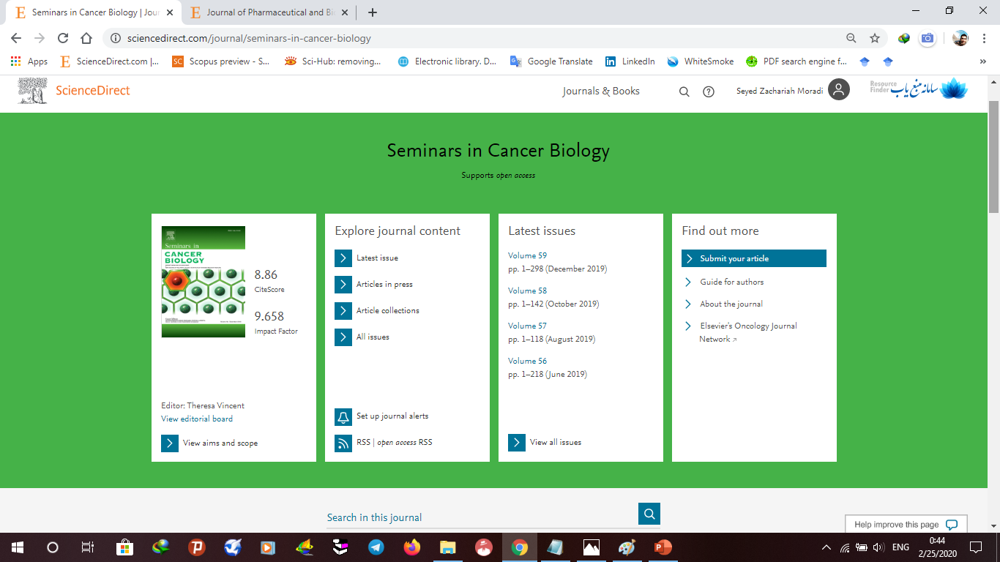 Seminars in Cancer Biology | Jour
Journal of Pharmaceutical and Bi
sciencedirect.com/journal/seminars-in-cancer-biology
Apps
ScienceDirect.com |...
Scopus preview - S...
Sci-Hub: removing...
Electronic library. D...
Google Translate
LinkedIn
WhiteSmoke
PDF search engine f...
»
ScienceDirect
Journals & Books
Seyed Zachariah Moradi
Resource
Finder
سامانه منبع یاب
Seminars in Cancer Biology
Supports open access
Seminars in
CANCER
BIOLOGY
8.86
CiteScore
9.658
Impact Factor
Editor: Theresa Vincent
View editorial board
View aims and scope
Explore journal content
Latest issue
Articles in press
Article collections
All issues
Set up journal alerts
RSS | open access RSS
Latest issues
Volume 59
pp. 1–298 (December 2019)
Volume 58
pp. 1–142 (October 2019)
Volume 57
pp. 1–118 (August 2019)
Volume 56
pp. 1–218 (June 2019)
View all issues
Find out more
Submit your article
Guide for authors
About the journal
Elsevier's Oncology Journal
Network ↗
Search in this journal
Help improve this page
ENG
0:44
2/25/2020